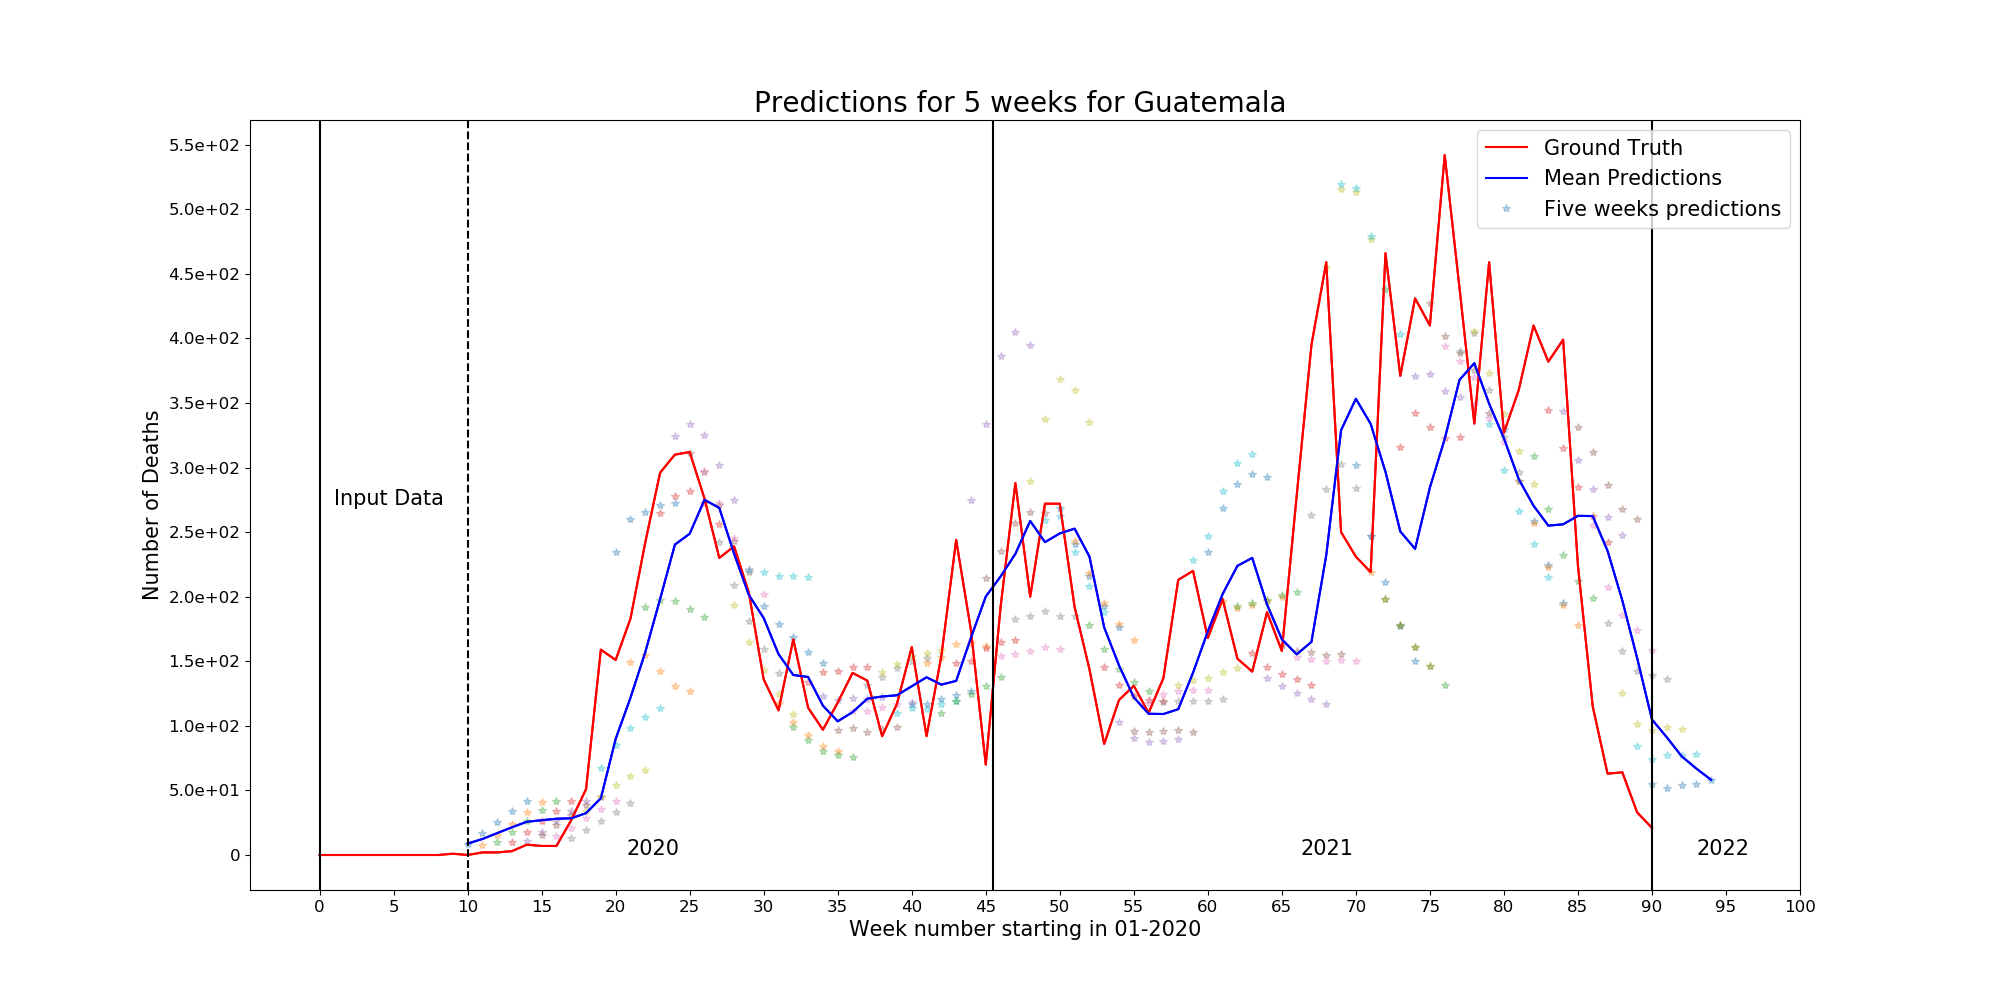 Predictions for 5 weeks for Guatemala
Ground Truth
Mean Predictions
Five weeks predictions
5.5e+02
5.0e+02
4.5e+02
4.0e+02
3.5e+02
3.0e+02
2.5e+02
2.0e+02
1.5e+02
1.0e+02
5.0e+01
0
Number of Deaths
Input Data
2020
2021
2022
0 5 10 15 20 25 30 35 40 45 50 55 60 65 70 75 80 85 90 95 100
Week number starting in 01-2020